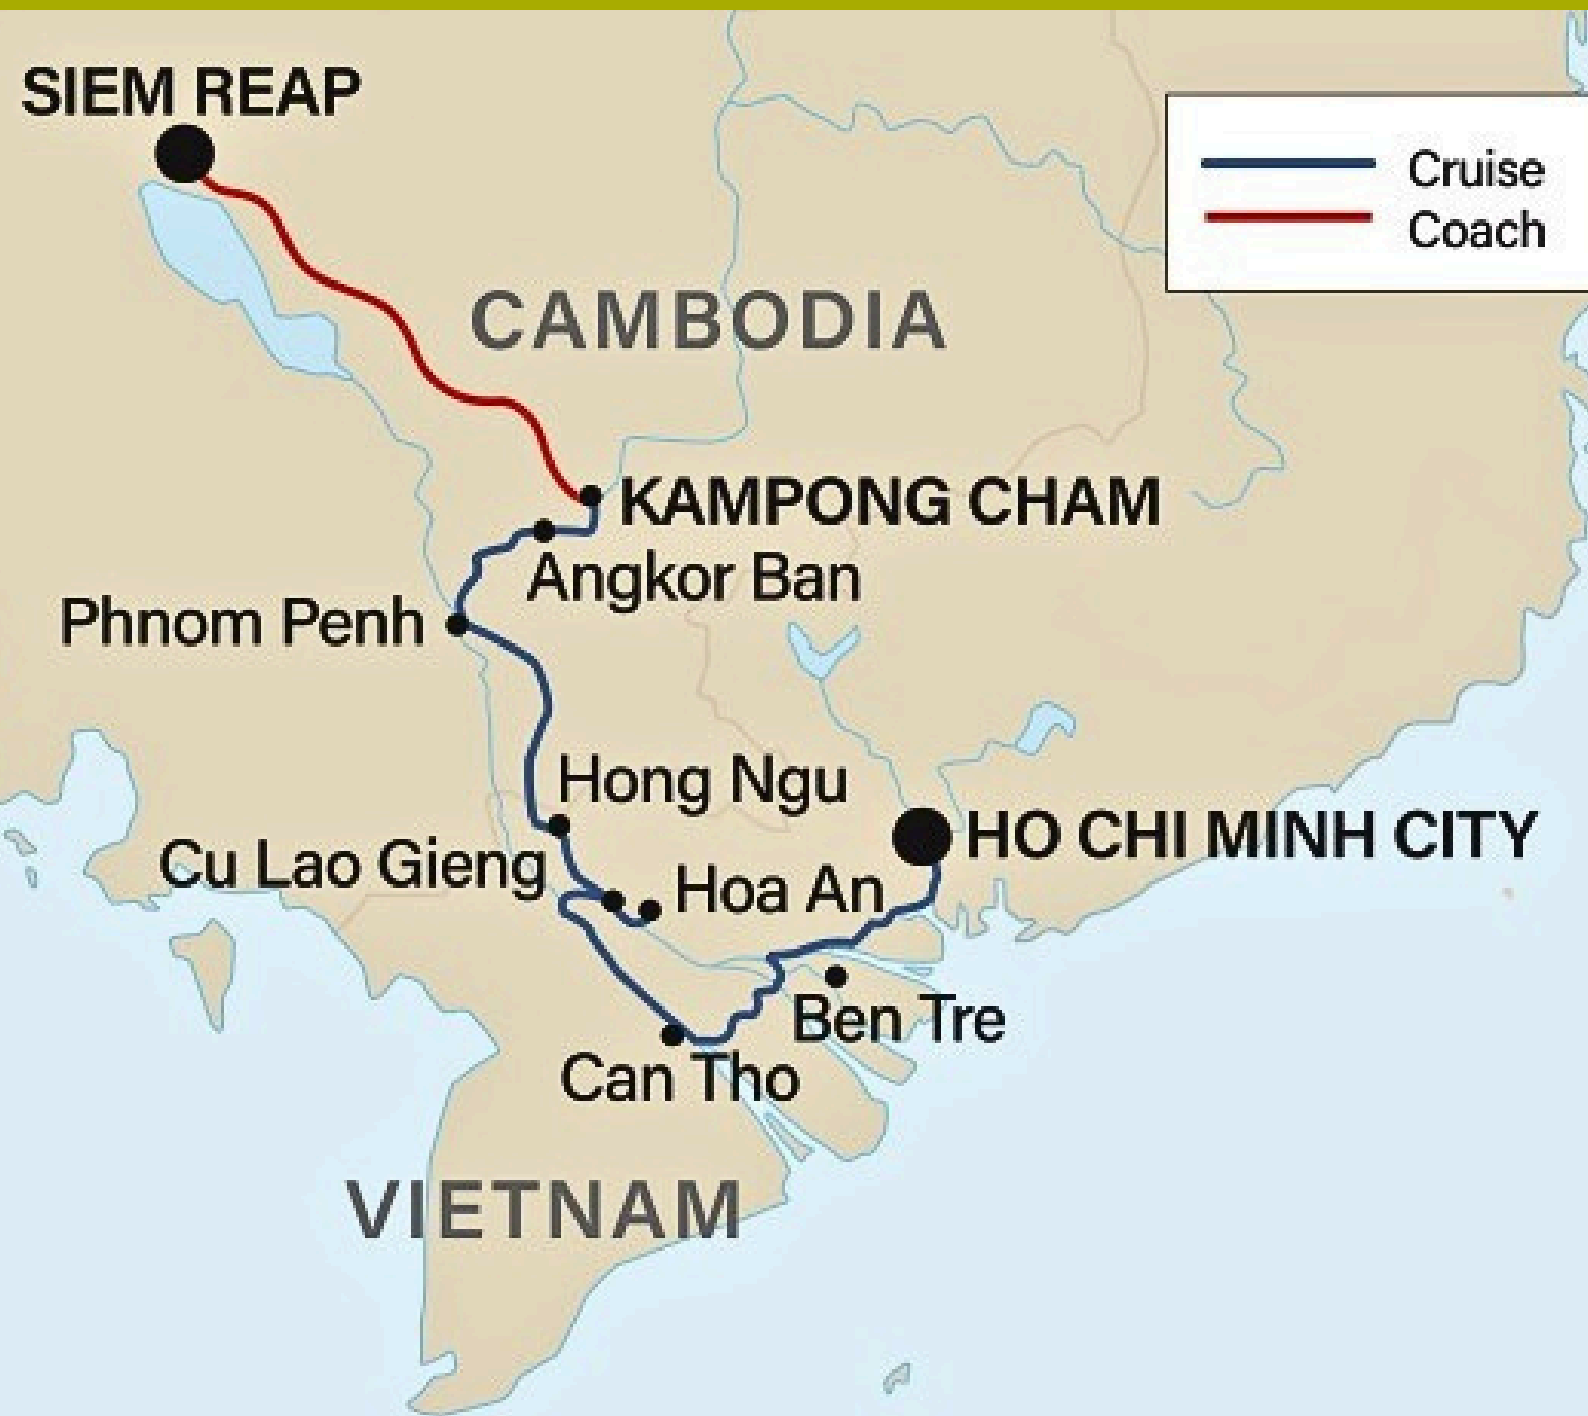 SIEM REAP
Cruise
Coach
CAMBODIA
KAMPONG CHAM
Angkor Ban
Phnom Penh
Hong Ngu
HO CHI MINH CITY
Cu Lao Gieng
Hoa An
Ben Tre
Can Tho
VIETNAM